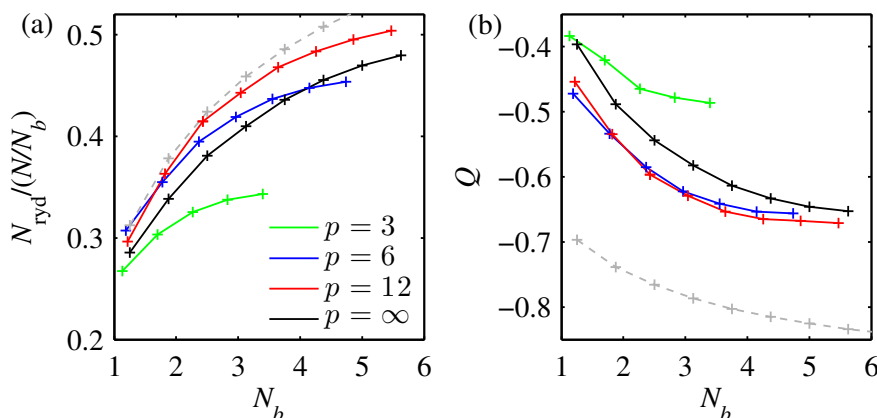 (a)
N_ryd/(N/N_b)
0.5
0.4
0.3
0.2
1 2 3 4 5 6
N_b
p = 3
p = 6
p = 12
p = ∞
(b)
Q
−0.4
−0.5
−0.6
−0.7
−0.8
1 2 3 4 5 6
N_b